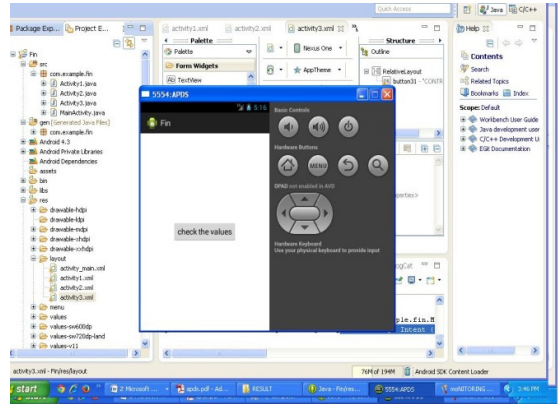 Quick Access
Java
C/C++
Package Exp...
Project E...
activity1.xml
activity2.xml
activity3.xml
Help
Palette
Palette
Form Widgets
TextView
Nexus One
AppTheme
Structure
Outline
RelativeLayout
button31 - "CONTR
Fin
src
com.example.fin
Activity1.java
Activity2.java
Activity3.java
MainActivity.java
gen [Generated Java Files]
com.example.fin
Android 4.3
Android Private Libraries
Android Dependencies
assets
bin
libs
res
drawable-hdpi
drawable-ldpi
drawable-mdpi
drawable-xhdpi
drawable-xxhdpi
layout
activity_main.xml
activity1.xml
activity2.xml
activity3.xml
menu
values
values-sw600dp
values-sw720dp-land
values-v11
5554:APDS
5:16
Fin
check the values
Basic Controls
Hardware Buttons
MENU
DPAD not enabled in AVD
Hardware Keyboard
Use your physical keyboard to provide input
Contents
Search
Related Topics
Bookmarks
Index
Scope: Default
Workbench User Guide
Java development user
C/C++ Development U
EGit Documentation
operties>
ogCat
ple.fin.M
Intent (
activity3.xml - Fin/res/layout
76M of 194M
Android SDK Content Loader
start
2 Microsoft ...
apds.pdf - Ad...
RESULT
Java - Fin/res...
5554:APDS
moNITORING ...
3:46 PM